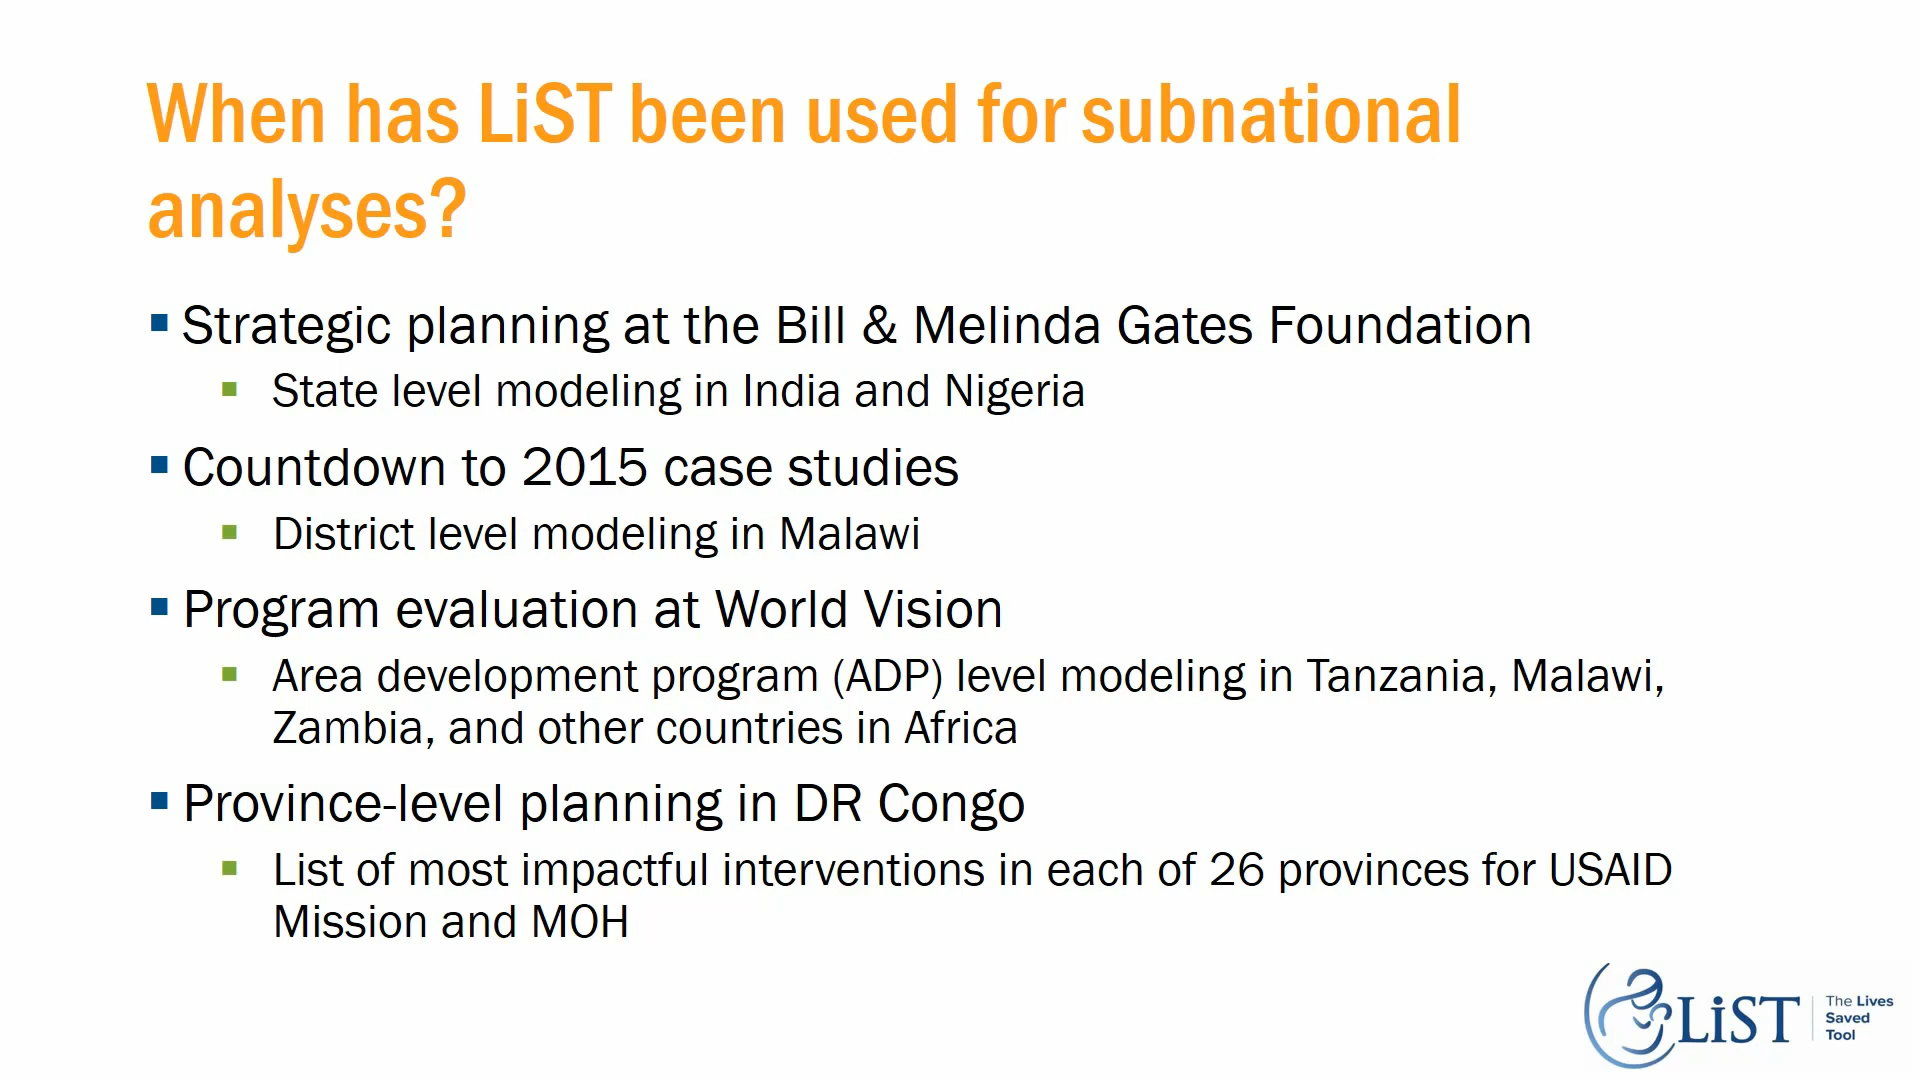 When has LiST been used for subnational
analyses?
Strategic planning at the Bill & Melinda Gates Foundation
State level modeling in India and Nigeria
Countdown to 2015 case studies
District level modeling in Malawi
Program evaluation at World Vision
Area development program (ADP) level modeling in Tanzania, Malawi,
Zambia, and other countries in Africa
Province-level planning in DR Congo
List of most impactful interventions in each of 26 provinces for USAID
Mission and MOH
LiST
The Lives
Saved
Tool